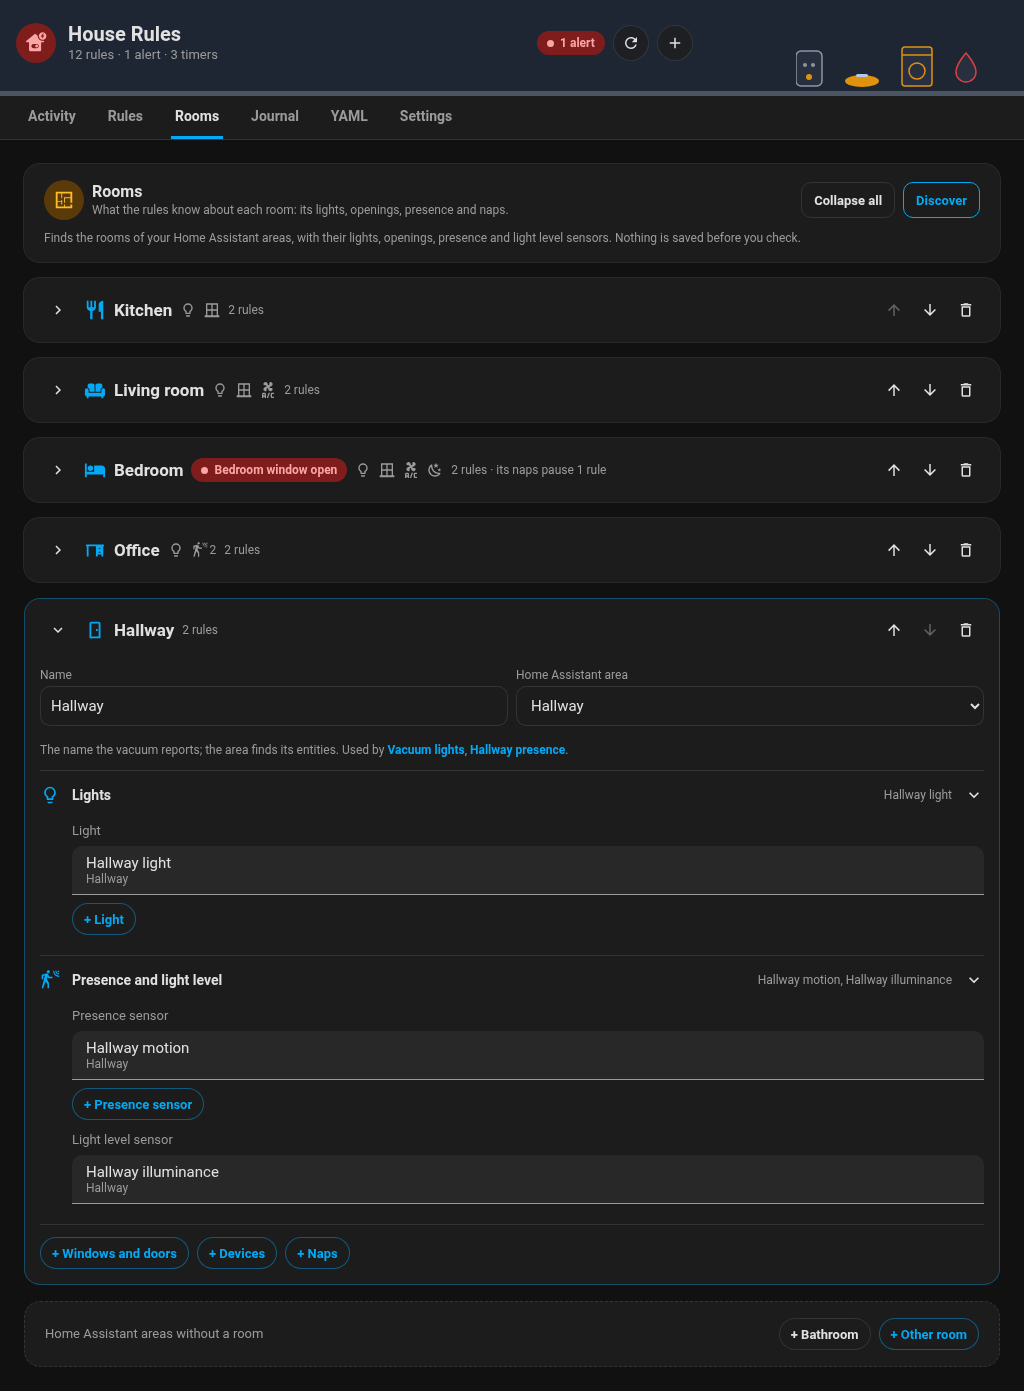 House Rules
12 rules · 1 alert · 3 timers
1 alert
Activity
Rules
Rooms
Journal
YAML
Settings
Rooms
What the rules know about each room: its lights, openings, presence and naps.
Collapse all
Discover
Finds the rooms of your Home Assistant areas, with their lights, openings, presence and light level sensors. Nothing is saved before you check.
Kitchen
2 rules
Living room
A/C
2 rules
Bedroom
Bedroom window open
A/C
2 rules · its naps pause 1 rule
Office
2
2 rules
Hallway
2 rules
Name
Home Assistant area
Hallway
Hallway
The name the vacuum reports; the area finds its entities. Used by Vacuum lights, Hallway presence.
Lights
Hallway light
Light
Hallway light
Hallway
+ Light
Presence and light level
Hallway motion, Hallway illuminance
Presence sensor
Hallway motion
Hallway
+ Presence sensor
Light level sensor
Hallway illuminance
Hallway
+ Windows and doors
+ Devices
+ Naps
Home Assistant areas without a room
+ Bathroom
+ Other room